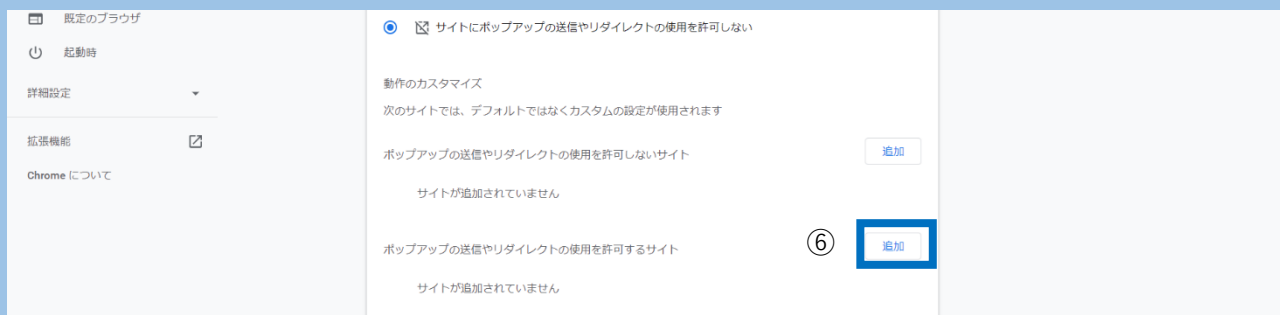 既定のブラウザ
起動時
詳細設定
拡張機能
Chrome について
サイトにポップアップの送信やリダイレクトの使用を許可しない
動作のカスタマイズ
次のサイトでは、デフォルトではなくカスタムの設定が使用されます
ポップアップの送信やリダイレクトの使用を許可しないサイト
追加
サイトが追加されていません
ポップアップの送信やリダイレクトの使用を許可するサイト
⑥
追加
サイトが追加されていません